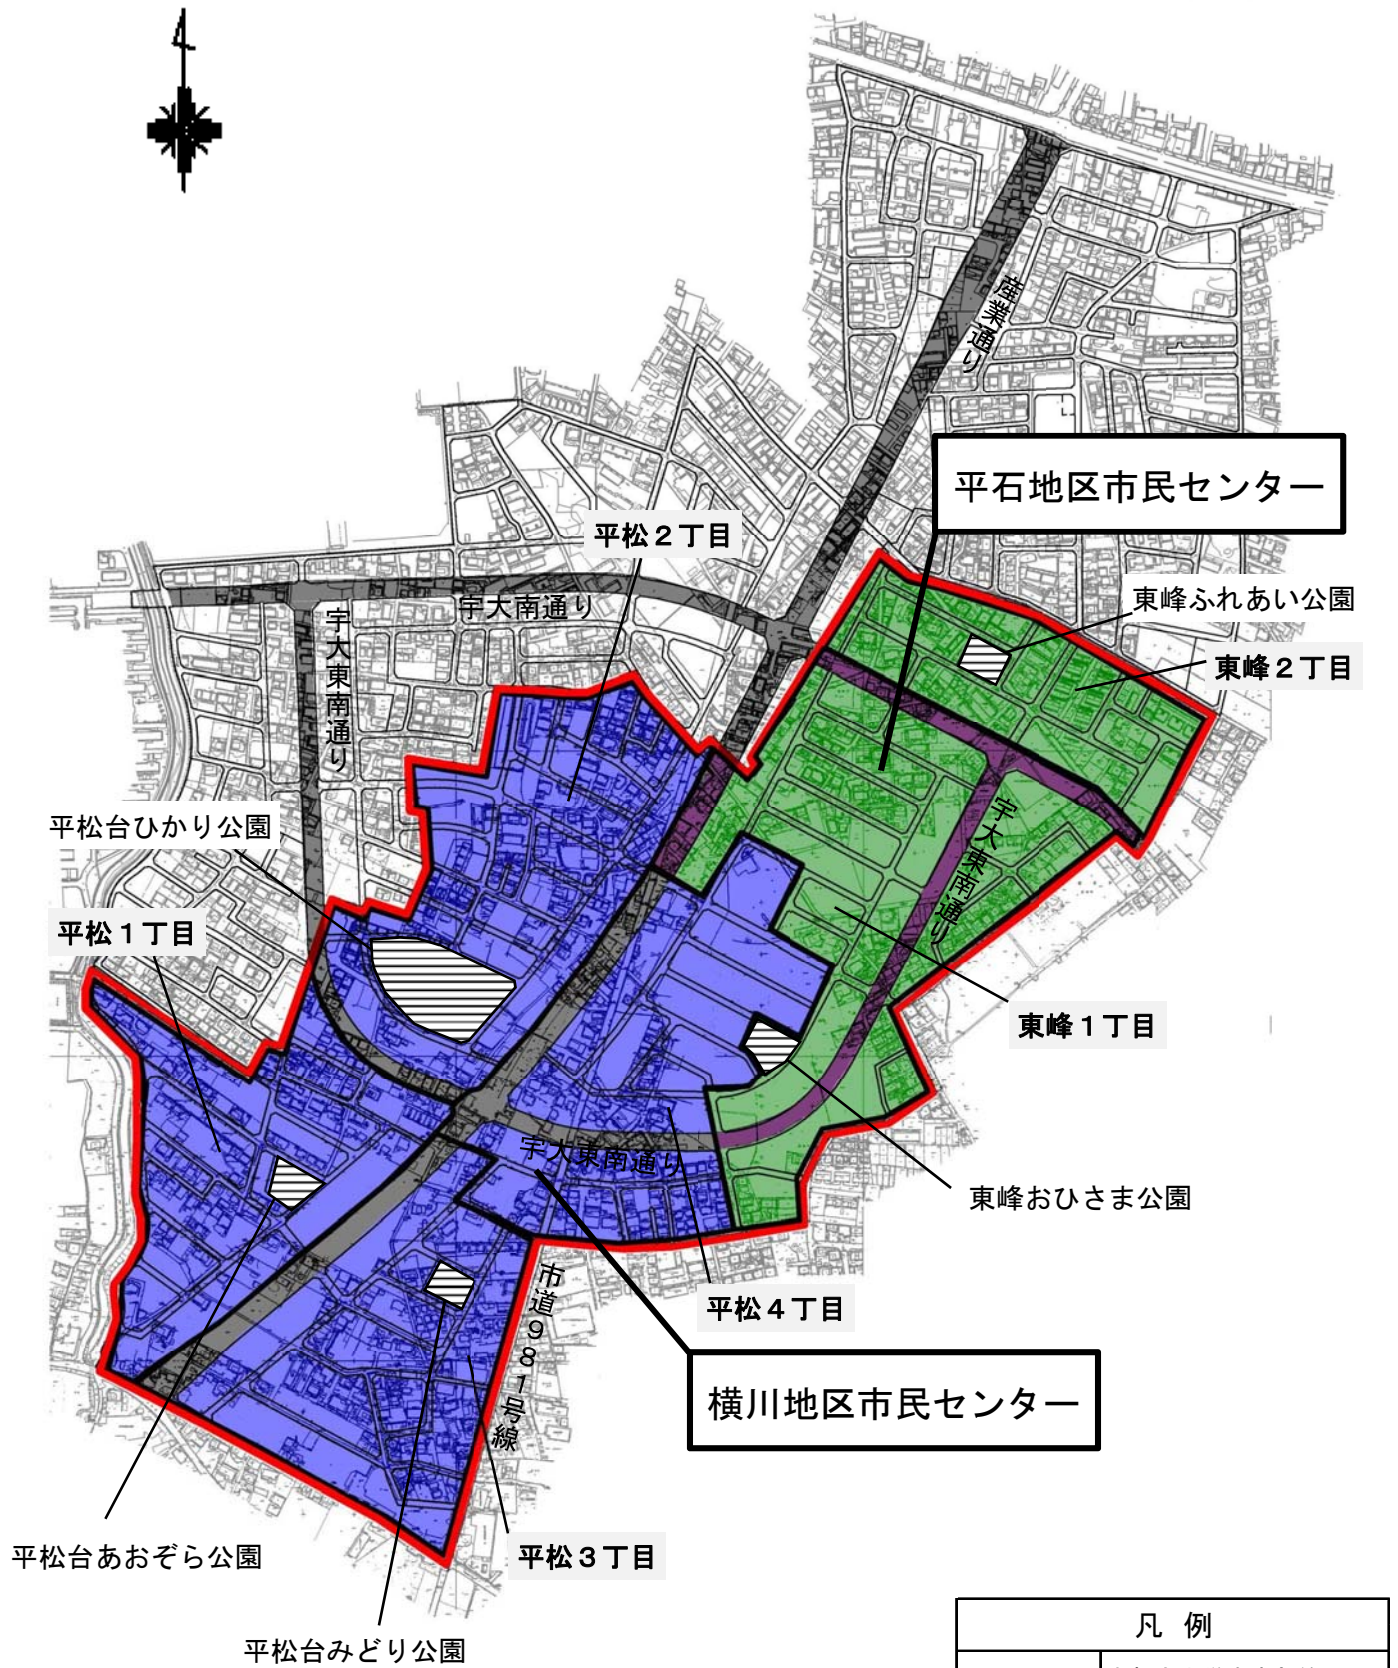 産業通り
平石地区市民センター
平松２丁目
東峰ふれあい公園
宇大南通り
宇大東南通り
東峰２丁目
平松台ひかり公園
宇大東南通り
平松１丁目
東峰１丁目
宇大東南通り
東峰おひさま公園
市道９８１号線
平松４丁目
横川地区市民センター
平松台あおぞら公園
平松３丁目
平松台みどり公園
凡 例